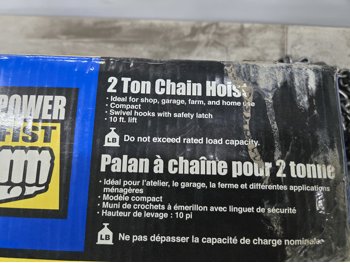 POWER
FIST
2 Ton Chain Hoist
• Ideal for shop, garage, farm, and home use
• Compact
• Swivel hooks with safety latch
• 10 ft. lift
LB Do not exceed rated load capacity.
Palan à chaîne pour 2 tonne
• Idéal pour l'atelier, le garage, la ferme et différentes applications
ménagères
• Modèle compact
• Muni de crochets à émerillon avec linguet de sécurité
• Hauteur de levage : 10 pi
LB Ne pas dépasser la capacité de charge nominale.